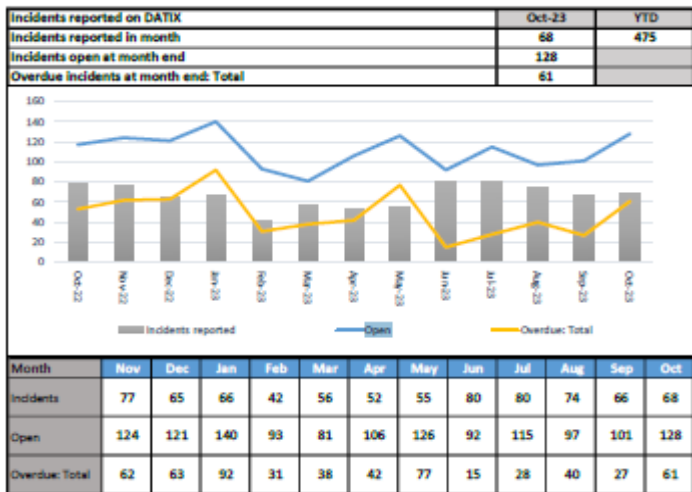 Incidents reported on DATIX Oct-23 YTD
Incidents reported in month 68 475
Incidents open at month end 128
Overdue incidents at month end: Total 61
160
140
120
100
80
60
40
20
0
Oct-22 Nov-22 Dec-22 Jan-23 Feb-23 Mar-23 Apr-23 May-23 Jun-23 Jul-23 Aug-23 Sep-23 Oct-23
Incidents reported Open Overdue: Total
Month Nov Dec Jan Feb Mar Apr May Jun Jul Aug Sep Oct
Incidents 77 65 66 42 56 52 55 80 80 74 66 68
Open 124 121 140 93 81 106 126 92 115 97 101 128
Overdue: Total 62 63 92 31 38 42 77 15 28 40 27 61